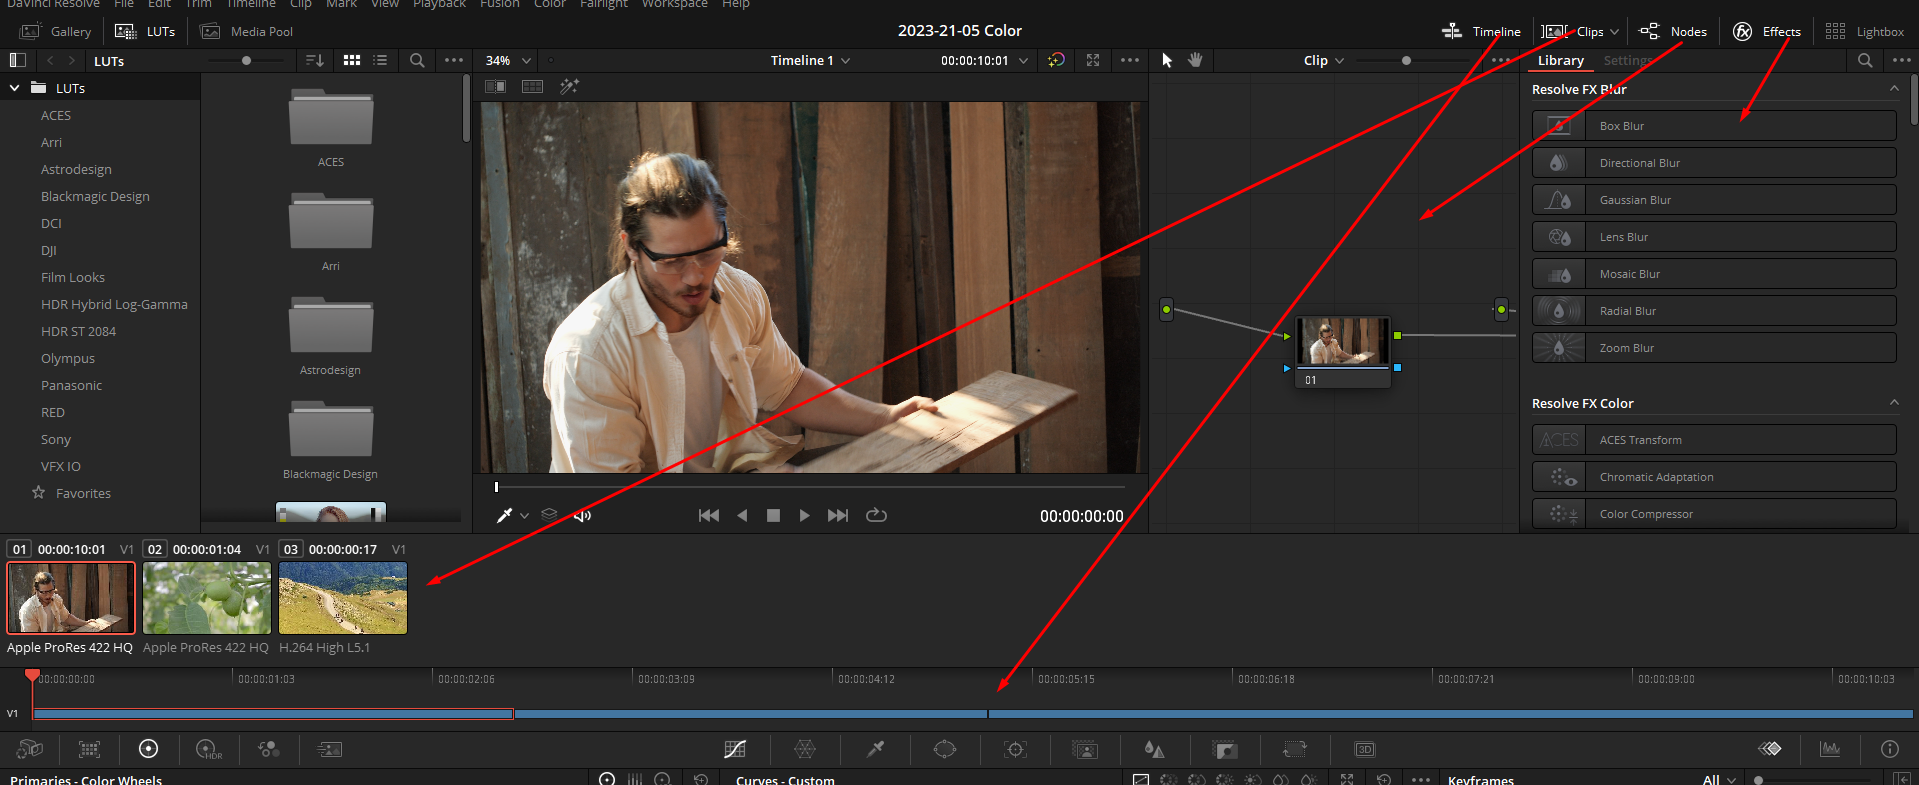 DaVinci Resolve File Edit Trim Timeline Clip Mark View Playback Fusion Color Fairlight Workspace Help
Gallery LUTs Media Pool 2023-21-05 Color Timeline Clips Nodes Effects Lightbox
LUTs 34% Timeline 1 00:00:10:01 Clip Library Settings
LUTs
ACES
Arri
Astrodesign
Blackmagic Design
DCI
DJI
Film Looks
HDR Hybrid Log-Gamma
HDR ST 2084
Olympus
Panasonic
RED
Sony
VFX IO
Favorites
ACES
Arri
Astrodesign
Blackmagic Design
00:00:00:00
01
Resolve FX Blur
Box Blur
Directional Blur
Gaussian Blur
Lens Blur
Mosaic Blur
Radial Blur
Zoom Blur
Resolve FX Color
ACES ACES Transform
Chromatic Adaptation
Color Compressor
01 00:00:10:01 V1 02 00:00:01:04 V1 03 00:00:00:17 V1
Apple ProRes 422 HQ Apple ProRes 422 HQ H.264 High L5.1
00:00:00:00 00:00:01:03 00:00:02:06 00:00:03:09 00:00:04:12 00:00:05:15 00:00:06:18 00:00:07:21 00:00:09:00 00:00:10:03
V1
HDR 3D
Primaries - Color Wheels Curves - Custom Keyframes All